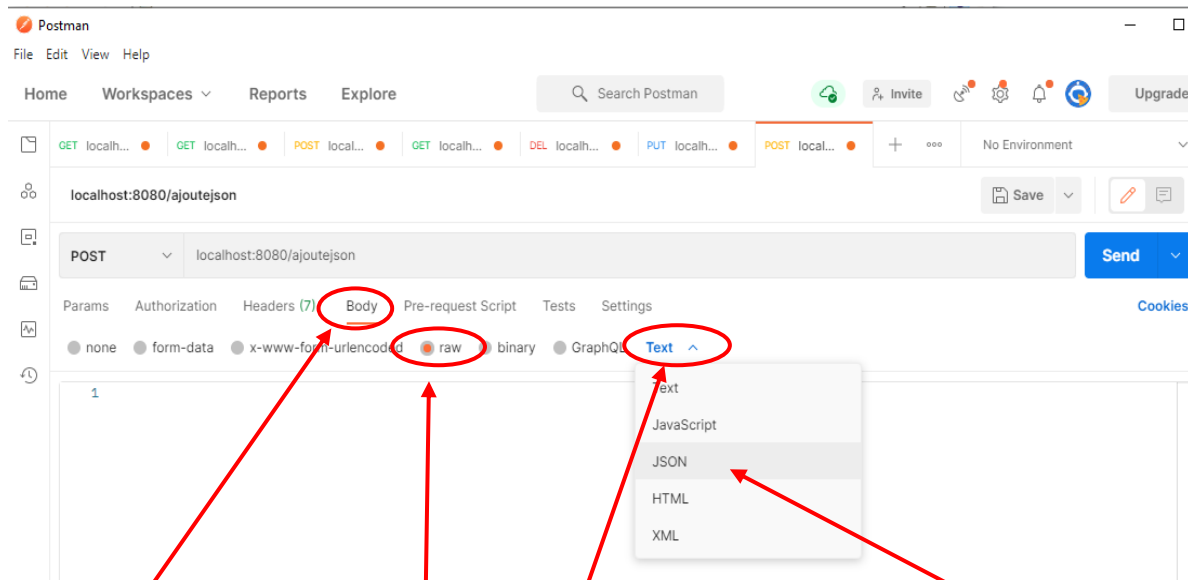 Postman
File Edit View Help
Home Workspaces Reports Explore Search Postman Invite Upgrade
GET localh... GET localh... POST local... GET localh... DEL localh... PUT localh... POST local... No Environment
localhost:8080/ajoutejson Save
POST localhost:8080/ajoutejson Send
Params Authorization Headers (7) Body Pre-request Script Tests Settings Cookies
none form-data x-www-form-urlencoded raw binary GraphQL Text
1
Text
JavaScript
JSON
HTML
XML